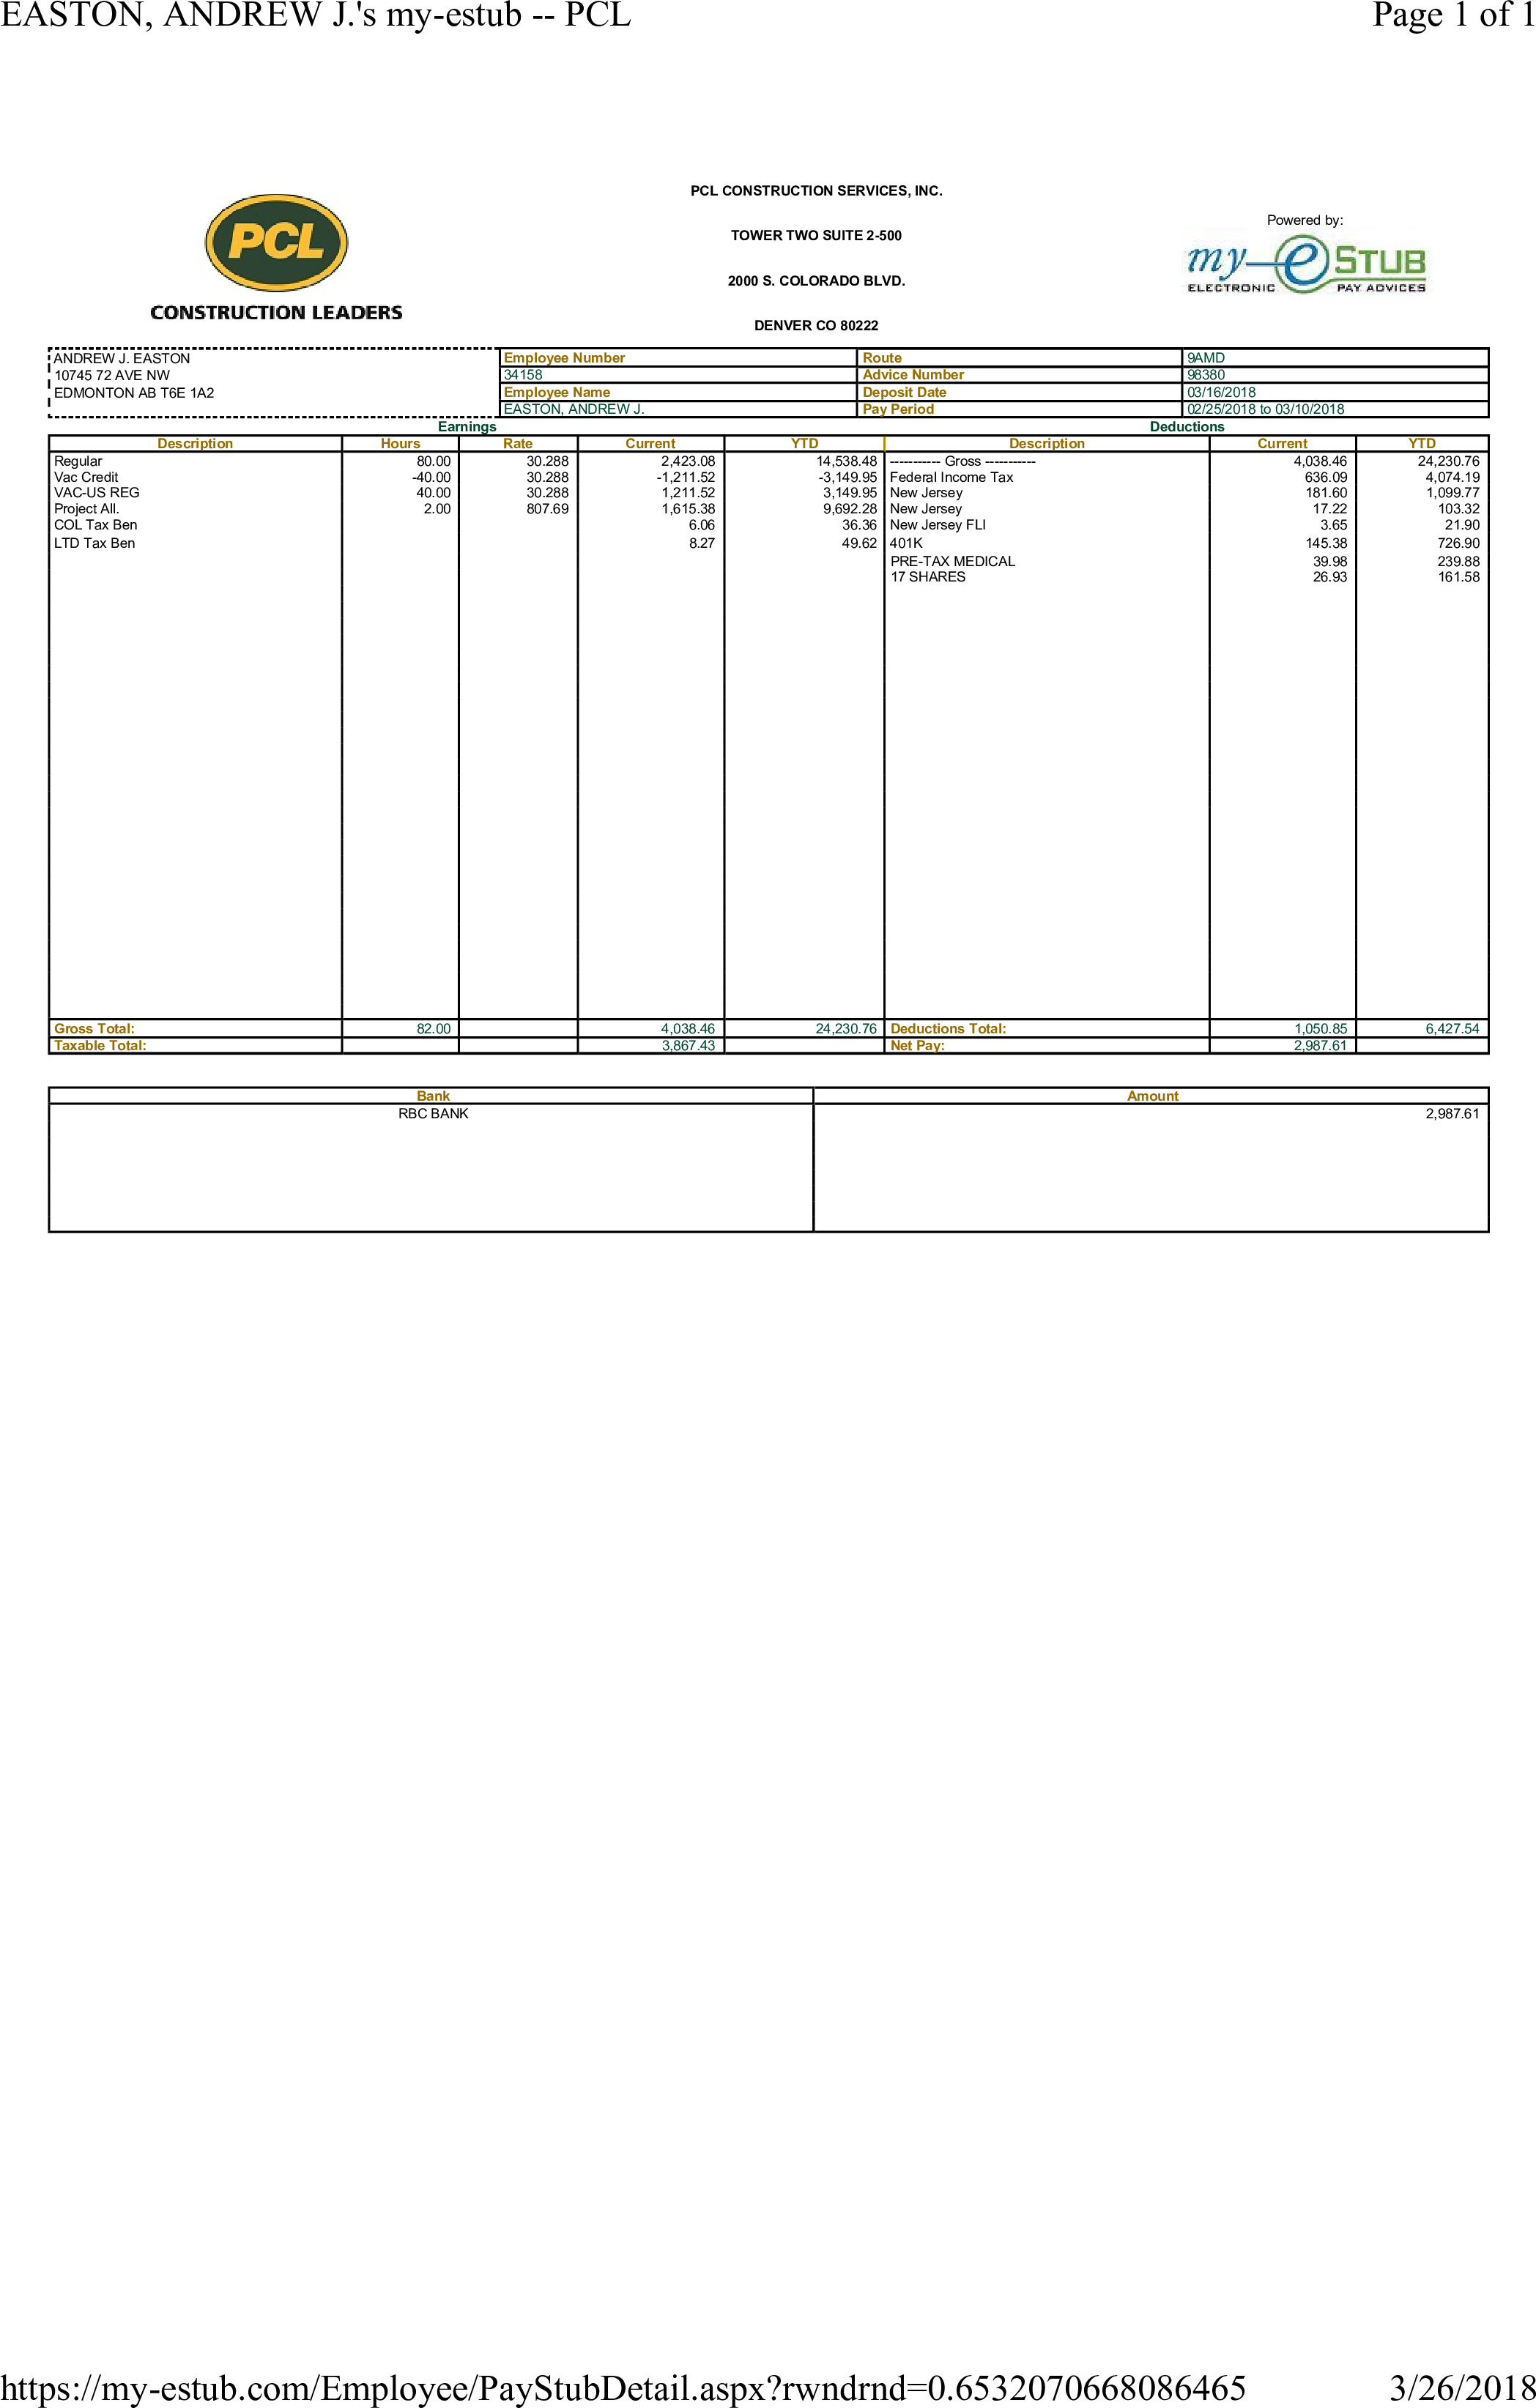 EASTON, ANDREW J.'s my-estub -- PCL Page 1 of 1
PCL CONSTRUCTION SERVICES, INC.
Powered by:
PCL
TOWER TWO SUITE 2-500
my-eSTUB
2000 S. COLORADO BLVD.
ELECTRONIC PAY ADVICES
CONSTRUCTION LEADERS
DENVER CO 80222
ANDREW J. EASTON Employee Number Route 9AMD
10745 72 AVE NW 34158 Advice Number 98380
EDMONTON AB T6E 1A2 Employee Name Deposit Date 03/16/2018
EASTON, ANDREW J. Pay Period 02/25/2018 to 03/10/2018
Earnings Deductions
Description Hours Rate Current YTD Description Current YTD
Regular 80.00 30.288 2,423.08 14,538.48 ----------- Gross ----------- 4,038.46 24,230.76
Vac Credit -40.00 30.288 -1,211.52 -3,149.95 Federal Income Tax 636.09 4,074.19
VAC-US REG 40.00 30.288 1,211.52 3,149.95 New Jersey 181.60 1,099.77
Project All. 2.00 807.69 1,615.38 9,692.28 New Jersey 17.22 103.32
COL Tax Ben 6.06 36.36 New Jersey FLI 3.65 21.90
LTD Tax Ben 8.27 49.62 401K 145.38 726.90
PRE-TAX MEDICAL 39.98 239.88
17 SHARES 26.93 161.58
Gross Total: 82.00 4,038.46 24,230.76 Deductions Total: 1,050.85 6,427.54
Taxable Total: 3,867.43 Net Pay: 2,987.61
Bank Amount
RBC BANK 2,987.61
https://my-estub.com/Employee/PayStubDetail.aspx?rwndrnd=0.6532070668086465 3/26/2018